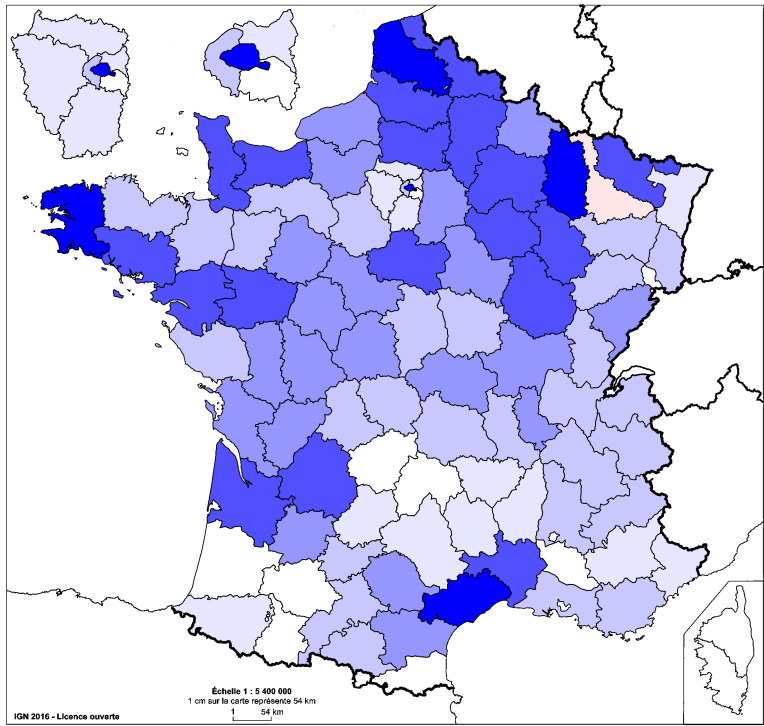 Échelle 1 : 5 400 000
1 cm sur la carte représente 54 km
1 54 km
IGN 2016 - Licence ouverte